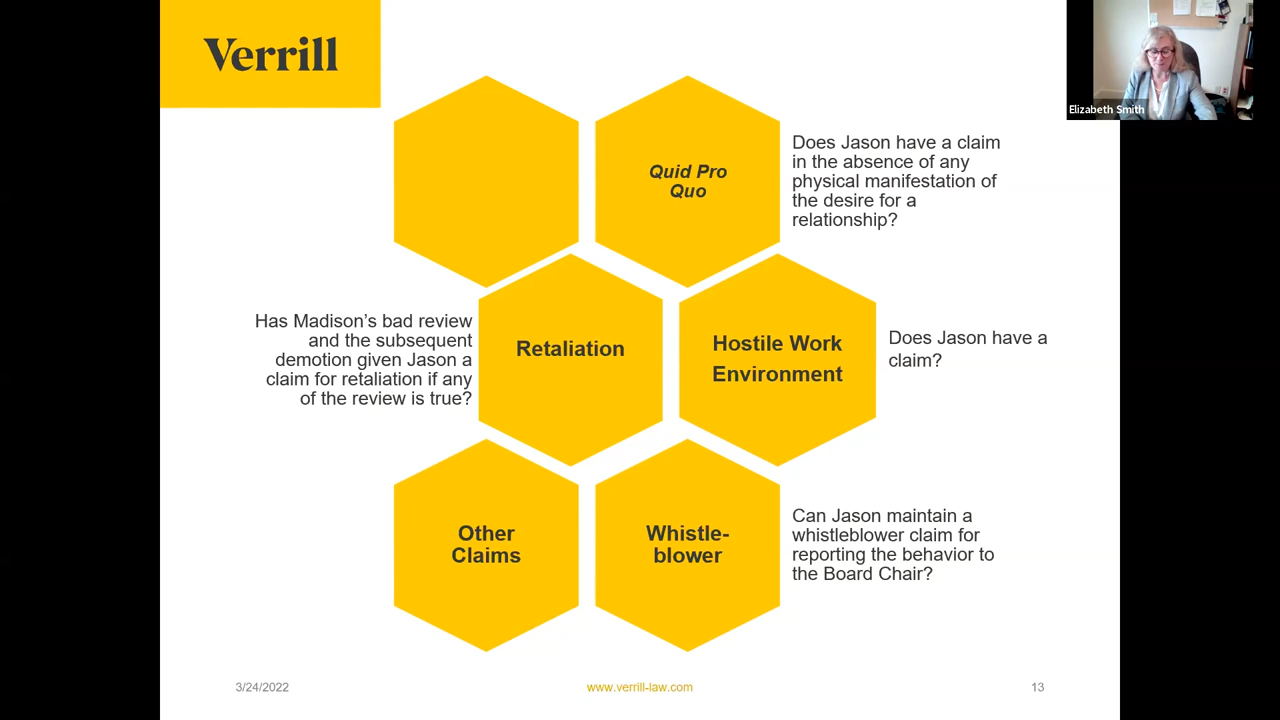 Verrill
Elizabeth Smith
Quid Pro
Quo
Does Jason have a claim
in the absence of any
physical manifestation of
the desire for a
relationship?
Has Madison’s bad review
and the subsequent
demotion given Jason a
claim for retaliation if any
of the review is true?
Retaliation
Hostile Work
Environment
Does Jason have a
claim?
Other
Claims
Whistle-
blower
Can Jason maintain a
whistleblower claim for
reporting the behavior to
the Board Chair?
3/24/2022
www.verrill-law.com
13